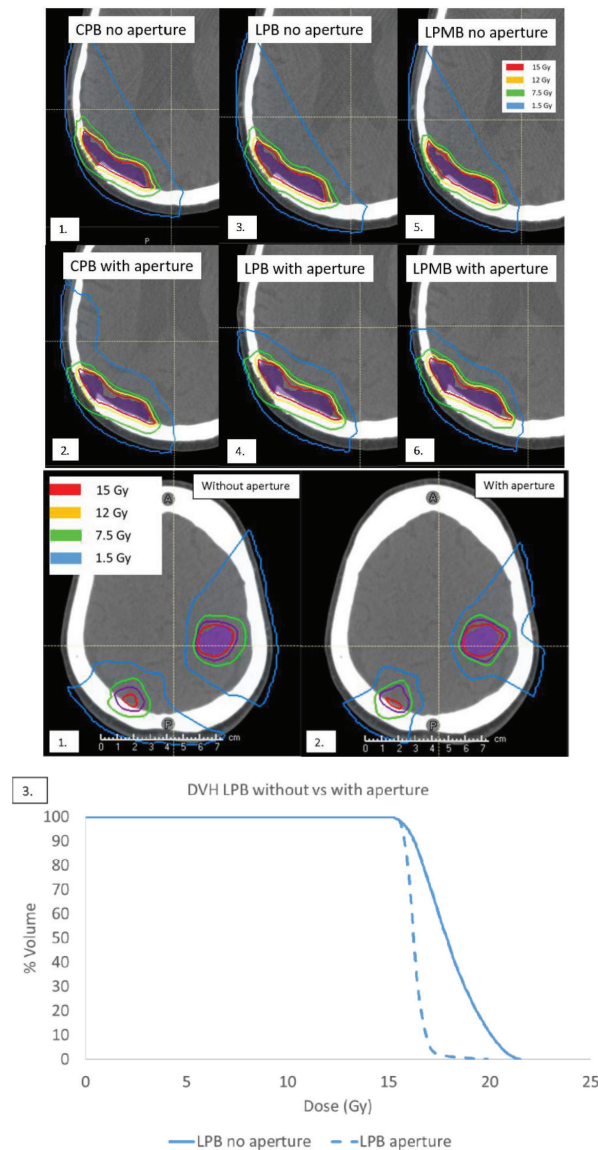 CPB no aperture
LPB no aperture
LPMB no aperture
15 Gy
12 Gy
7.5 Gy
1.5 Gy
1.
P
3.
5.
CPB with aperture
LPB with aperture
LPMB with aperture
2.
4.
6.
15 Gy
12 Gy
7.5 Gy
1.5 Gy
Without aperture
With aperture
A
A
P
P
1.
0 1 2 3 4 5 6 7 cm
2.
0 1 2 3 4 5 6 7 cm
3.
DVH LPB without vs with aperture
% Volume
100
90
80
70
60
50
40
30
20
10
0
0 5 10 15 20 25
Dose (Gy)
LPB no aperture LPB aperture